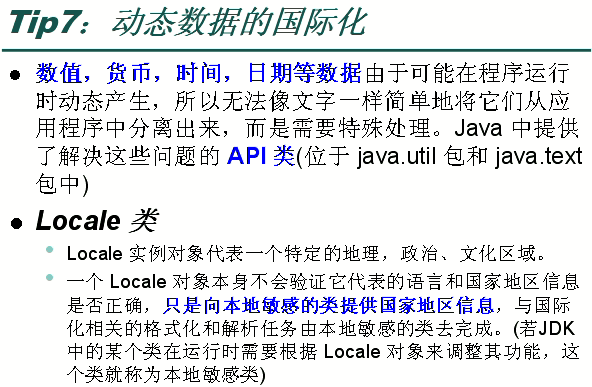 Tip7：动态数据的国际化
数值，货币，时间，日期等数据由于可能在程序运行
时动态产生，所以无法像文字一样简单地将它们从应
用程序中分离出来，而是需要特殊处理。Java 中提供
了解决这些问题的 API 类(位于 java.util 包和 java.text
包中)
Locale 类
Locale 实例对象代表一个特定的地理，政治、文化区域。
一个 Locale 对象本身不会验证它代表的语言和国家地区信息
是否正确，只是向本地敏感的类提供国家地区信息，与国际
化相关的格式化和解析任务由本地敏感的类去完成。(若JDK
中的某个类在运行时需要根据 Locale 对象来调整其功能，这
个类就称为本地敏感类)